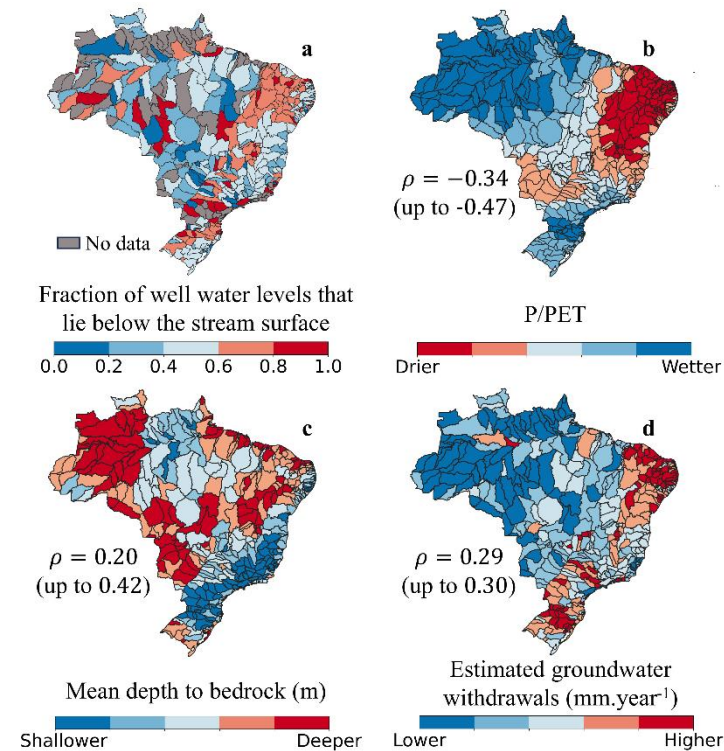 a
No data
Fraction of well water levels that
lie below the stream surface
0.0 0.2 0.4 0.6 0.8 1.0
b
ρ = −0.34
(up to -0.47)
P/PET
Drier Wetter
c
ρ = 0.20
(up to 0.42)
Mean depth to bedrock (m)
Shallower Deeper
d
ρ = 0.29
(up to 0.30)
Estimated groundwater
withdrawals (mm.year⁻¹)
Lower Higher